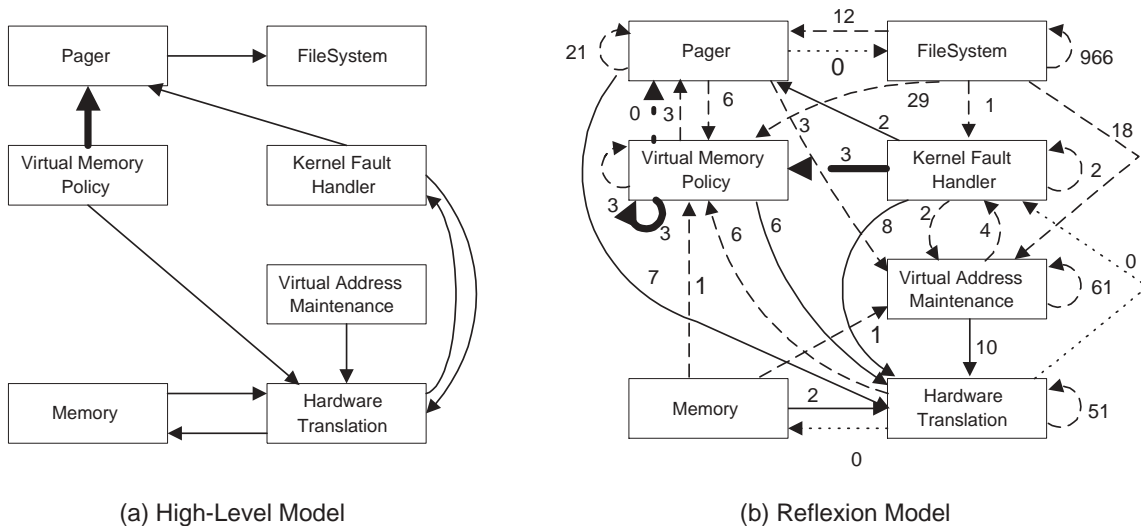 Pager
FileSystem
Virtual Memory
Policy
Kernel Fault
Handler
Virtual Address
Maintenance
Memory
Hardware
Translation
(a) High-Level Model
12
21
Pager
FileSystem
966
0
0
3
6
29
1
18
2
3
Virtual Memory
Policy
3
Kernel Fault
Handler
2
3
3
6
6
8
2
4
0
7
1
Virtual Address
Maintenance
61
1
10
Memory
2
Hardware
Translation
51
0
(b) Reflexion Model